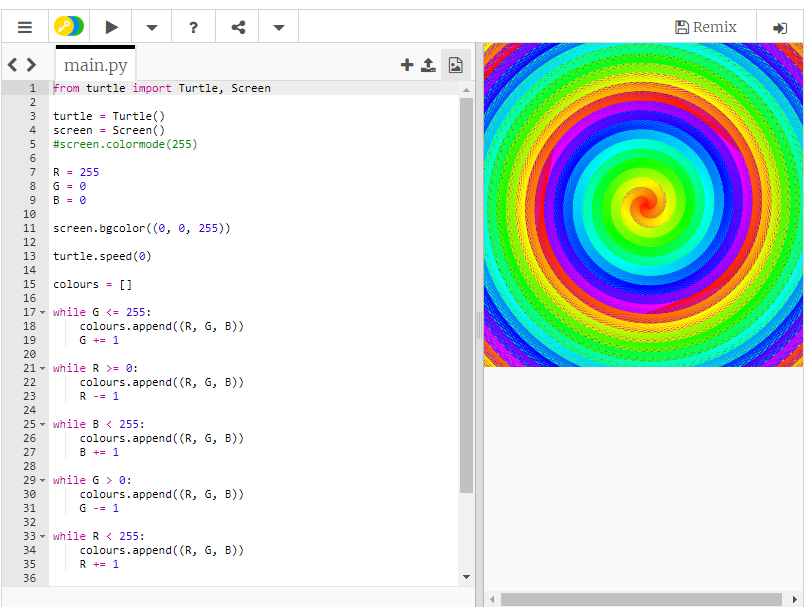 ?
Remix
main.py
1 from turtle import Turtle, Screen
2
3 turtle = Turtle()
4 screen = Screen()
5 #screen.colormode(255)
6
7 R = 255
8 G = 0
9 B = 0
10
11 screen.bgcolor((0, 0, 255))
12
13 turtle.speed(0)
14
15 colours = []
16
17 while G <= 255:
18     colours.append((R, G, B))
19     G += 1
20
21 while R >= 0:
22     colours.append((R, G, B))
23     R -= 1
24
25 while B < 255:
26     colours.append((R, G, B))
27     B += 1
28
29 while G > 0:
30     colours.append((R, G, B))
31     G -= 1
32
33 while R < 255:
34     colours.append((R, G, B))
35     R += 1
36